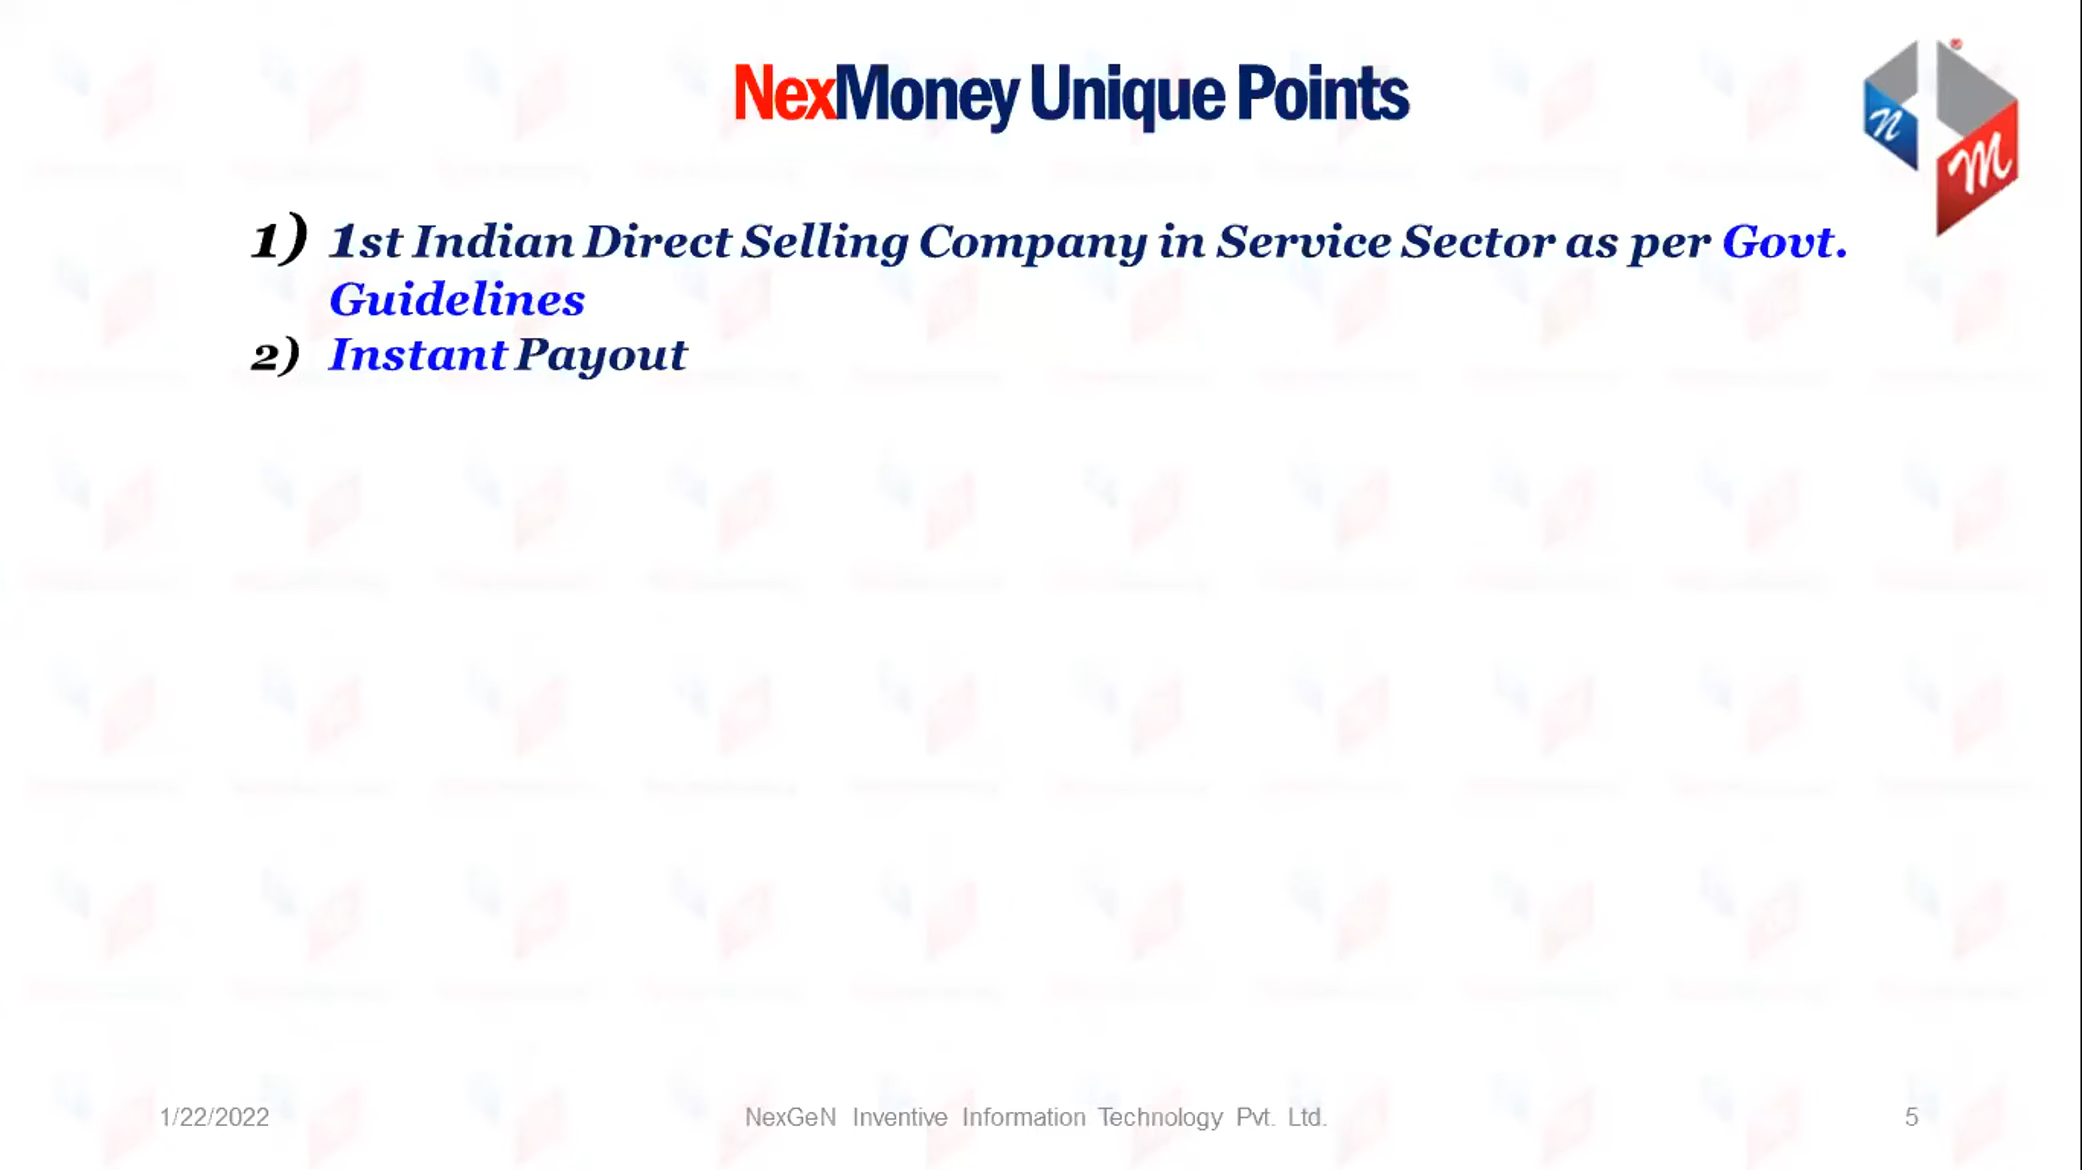 NexMoney Unique Points
n
M
1) 1st Indian Direct Selling Company in Service Sector as per Govt.
Guidelines
2) Instant Payout
1/22/2022
NexGeN Inventive Information Technology Pvt. Ltd.
5